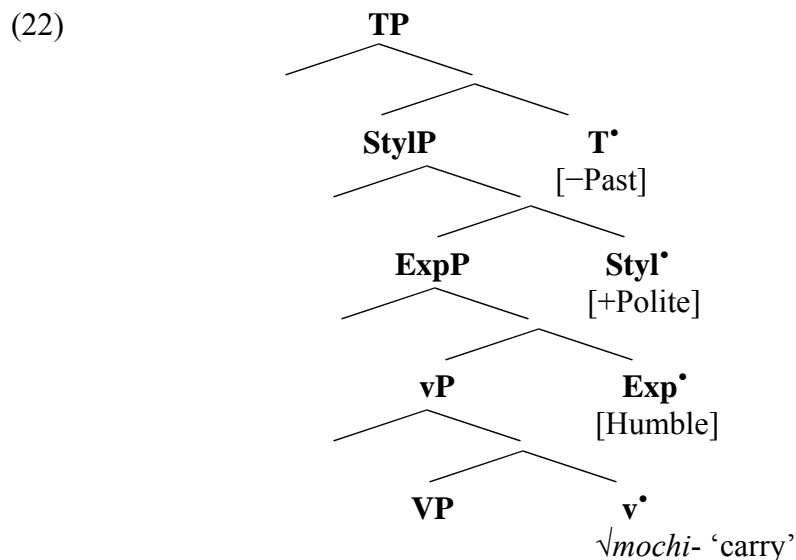 (22)
TP
StylP T•
[−Past]
ExpP Styl•
[+Polite]
vP Exp•
[Humble]
VP v•
√mochi- ‘carry’